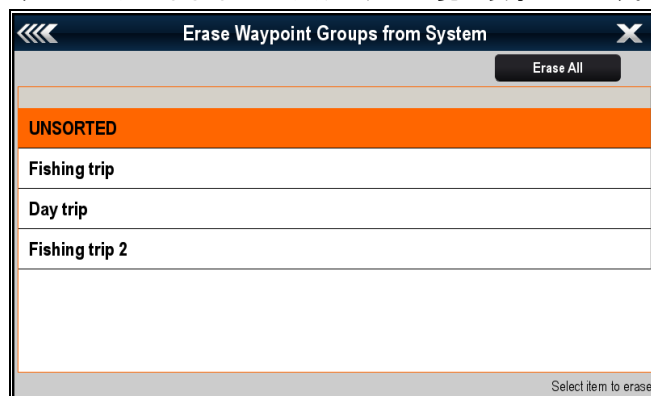 Erase Waypoint Groups from System
Erase All
UNSORTED
Fishing trip
Day trip
Fishing trip 2
Select item to erase